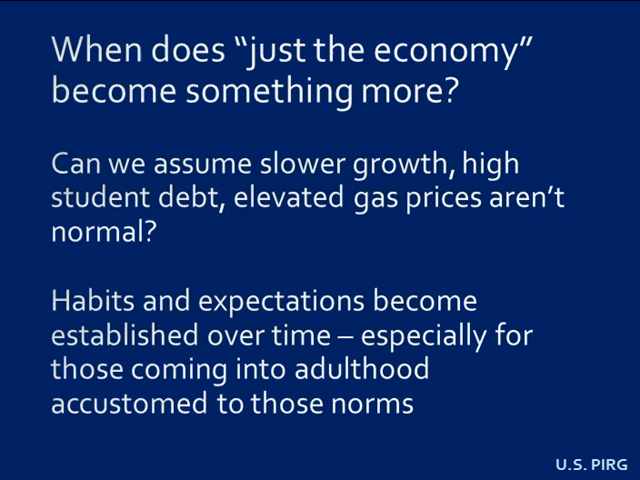 When does “just the economy”
become something more?
Can we assume slower growth, high
student debt, elevated gas prices aren’t
normal?
Habits and expectations become
established over time – especially for
those coming into adulthood
accustomed to those norms
U.S. PIRG